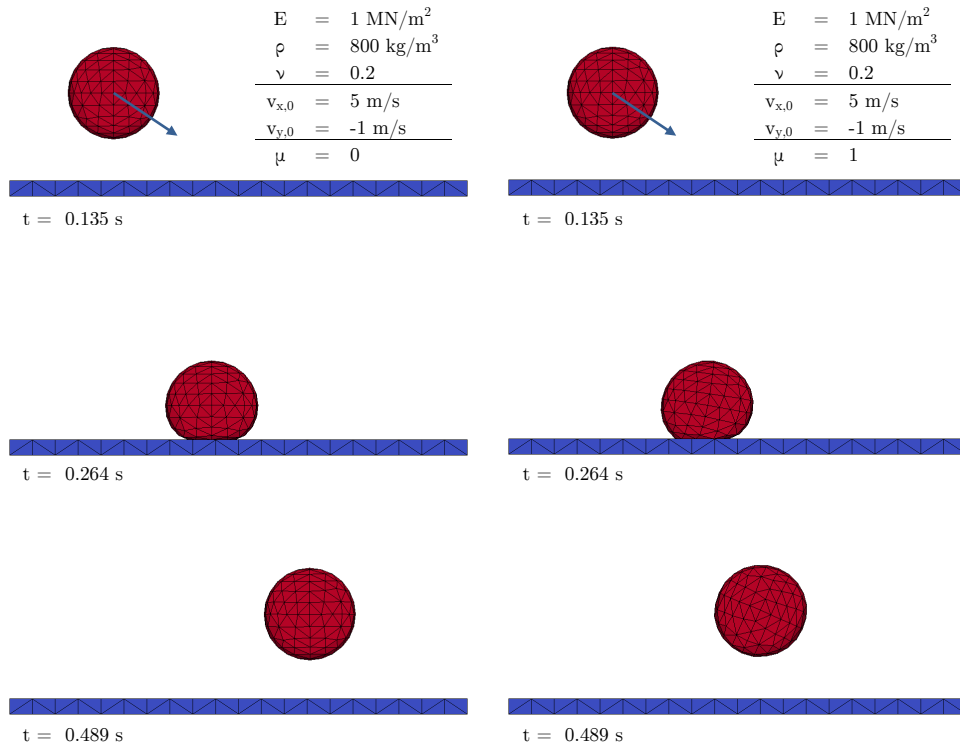 E = 1 MN/m²
ρ = 800 kg/m³
ν = 0.2
vₓ,₀ = 5 m/s
v_y,0 = -1 m/s
μ = 0
t = 0.135 s
E = 1 MN/m²
ρ = 800 kg/m³
ν = 0.2
vₓ,₀ = 5 m/s
v_y,0 = -1 m/s
μ = 1
t = 0.135 s
t = 0.264 s
t = 0.264 s
t = 0.489 s
t = 0.489 s